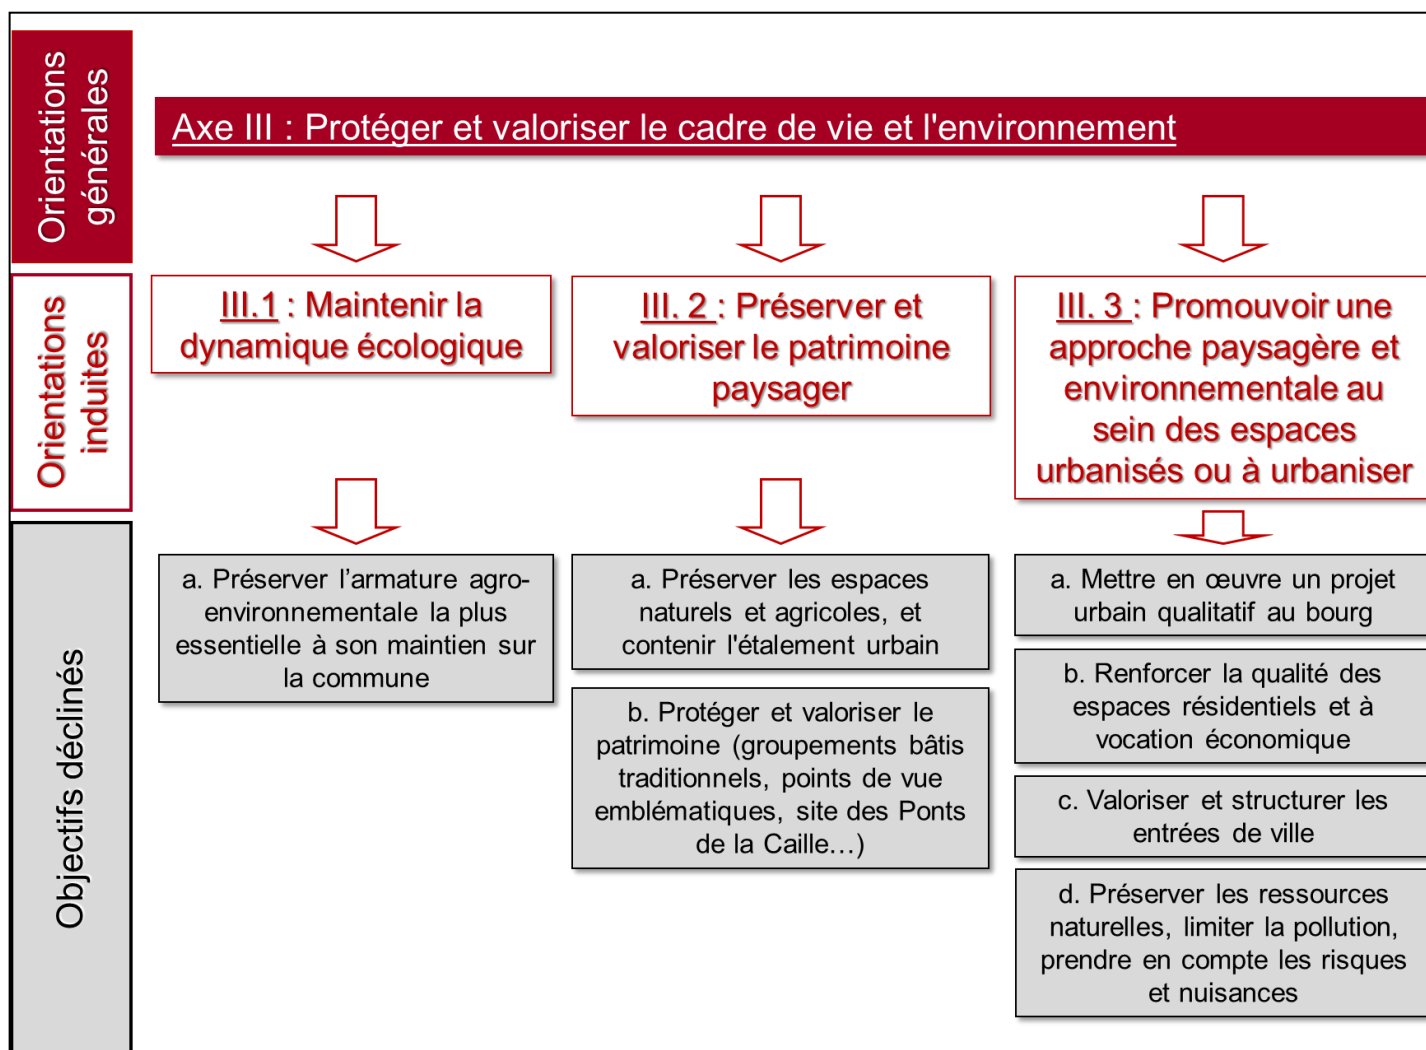 Orientations
générales
Axe III : Protéger et valoriser le cadre de vie et l'environnement
Orientations
induites
III.1 : Maintenir la
dynamique écologique
III. 2 : Préserver et
valoriser le patrimoine
paysager
III. 3 : Promouvoir une
approche paysagère et
environnementale au
sein des espaces
urbanisés ou à urbaniser
Objectifs déclinés
a. Préserver l’armature agro-
environnementale la plus
essentielle à son maintien sur
la commune
a. Préserver les espaces
naturels et agricoles, et
contenir l'étalement urbain
b. Protéger et valoriser le
patrimoine (groupements bâtis
traditionnels, points de vue
emblématiques, site des Ponts
de la Caille…)
a. Mettre en œuvre un projet
urbain qualitatif au bourg
b. Renforcer la qualité des
espaces résidentiels et à
vocation économique
c. Valoriser et structurer les
entrées de ville
d. Préserver les ressources
naturelles, limiter la pollution,
prendre en compte les risques
et nuisances